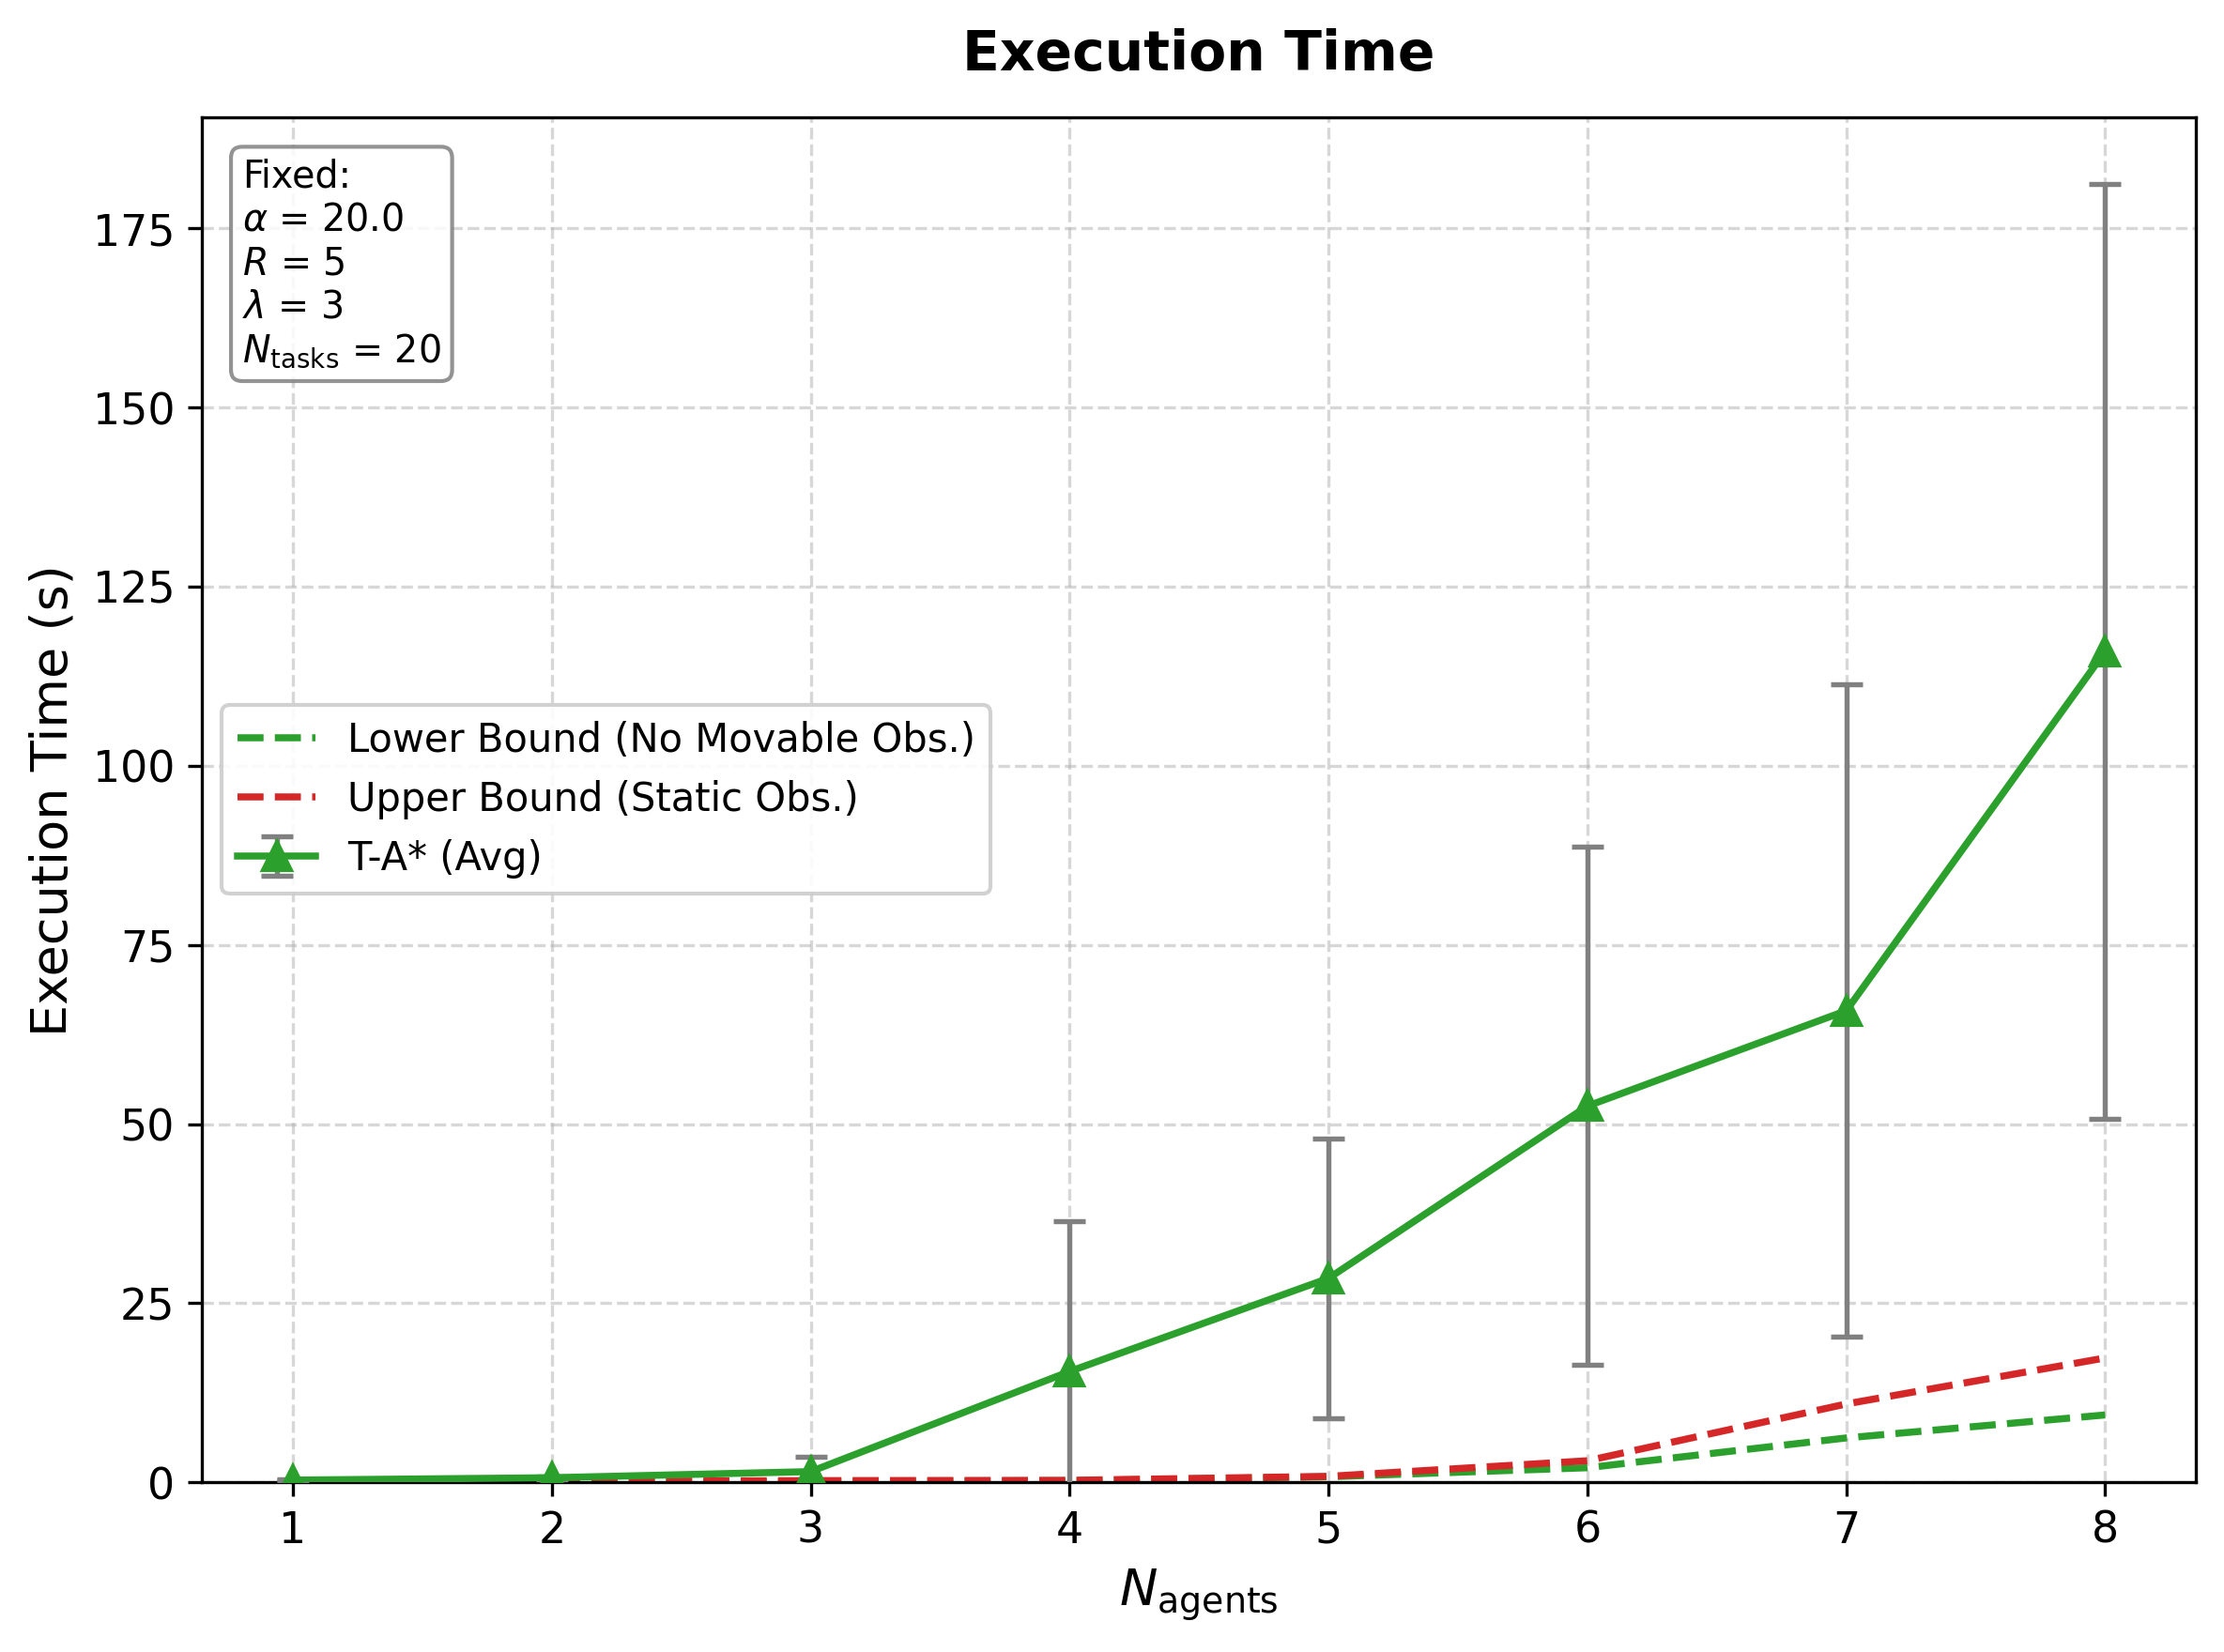 Execution Time
Fixed:
α = 20.0
R = 5
λ = 3
N_tasks = 20
Execution Time (s)
175
150
125
100
75
50
25
0
Lower Bound (No Movable Obs.)
Upper Bound (Static Obs.)
T-A* (Avg)
1 2 3 4 5 6 7 8
N_agents